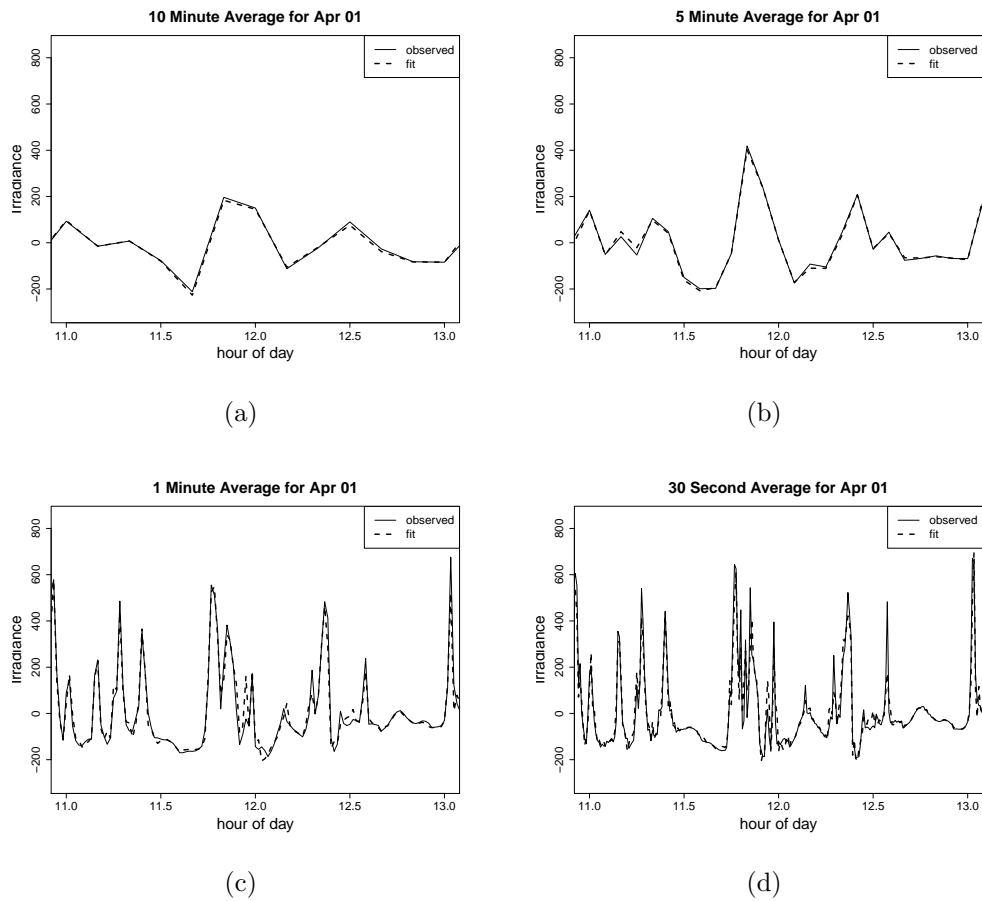 10 Minute Average for Apr 01
800
600
400
200
0
−200
Irradiance
observed
fit
11.0 11.5 12.0 12.5 13.0
hour of day
(a)
5 Minute Average for Apr 01
800
600
400
200
0
−200
Irradiance
observed
fit
11.0 11.5 12.0 12.5 13.0
hour of day
(b)
1 Minute Average for Apr 01
800
600
400
200
0
−200
Irradiance
observed
fit
11.0 11.5 12.0 12.5 13.0
hour of day
(c)
30 Second Average for Apr 01
800
600
400
200
0
−200
Irradiance
observed
fit
11.0 11.5 12.0 12.5 13.0
hour of day
(d)